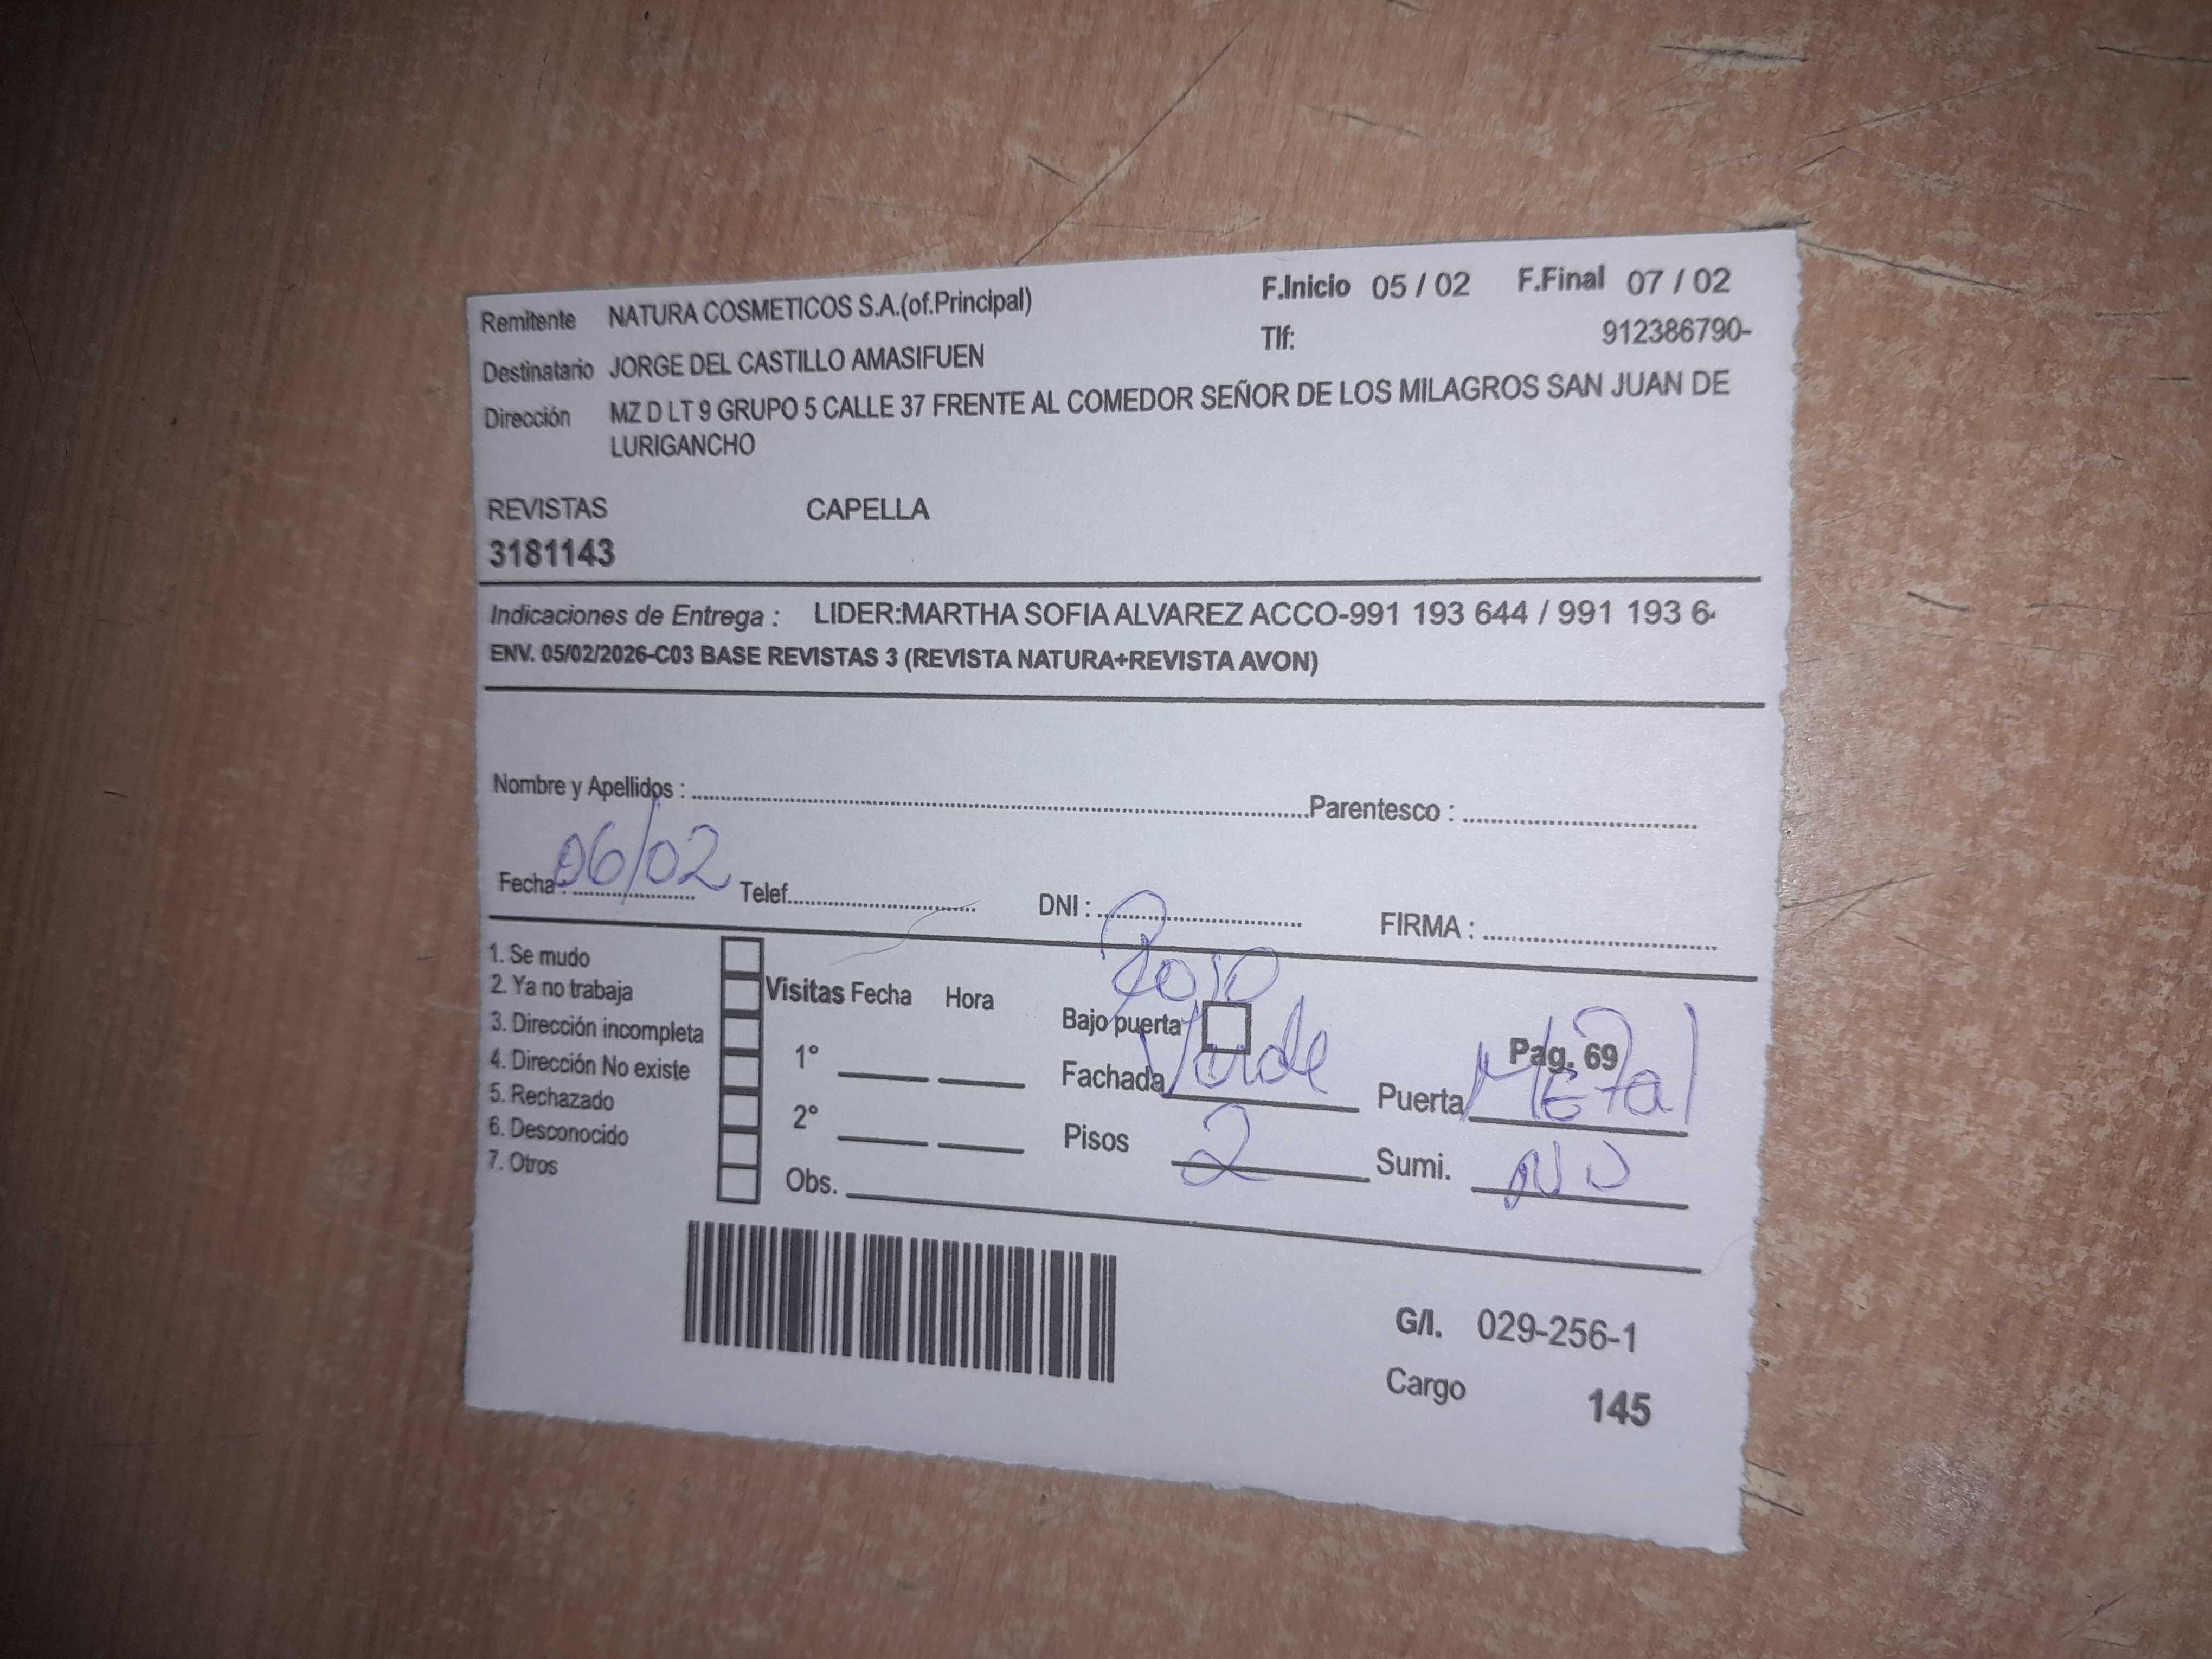 Remitente NATURA COSMETICOS S.A.(of.Principal) F.Inicio 05 / 02 F.Final 07 / 02
Destinatario JORGE DEL CASTILLO AMASIFUEN Tlf: 912386790-
Dirección MZ D LT 9 GRUPO 5 CALLE 37 FRENTE AL COMEDOR SEÑOR DE LOS MILAGROS SAN JUAN DE
LURIGANCHO
REVISTAS CAPELLA
3181143
Indicaciones de Entrega : LIDER:MARTHA SOFIA ALVAREZ ACCO-991 193 644 / 991 193 6
ENV. 05/02/2026-C03 BASE REVISTAS 3 (REVISTA NATURA+REVISTA AVON)
Nombre y Apellidos : Parentesco :
Fecha : 06/02 Telef. DNI : FIRMA :
1. Se mudo
2. Ya no trabaja
3. Dirección incompleta
4. Dirección No existe
5. Rechazado
6. Desconocido
7. Otros
Visitas Fecha Hora
1°
2°
Obs.
Rojo
Bajo puerta
Pag. 69
Fachada Verde Puerta Metal
Pisos 2 Sumi. NO
G/I. 029-256-1
Cargo 145